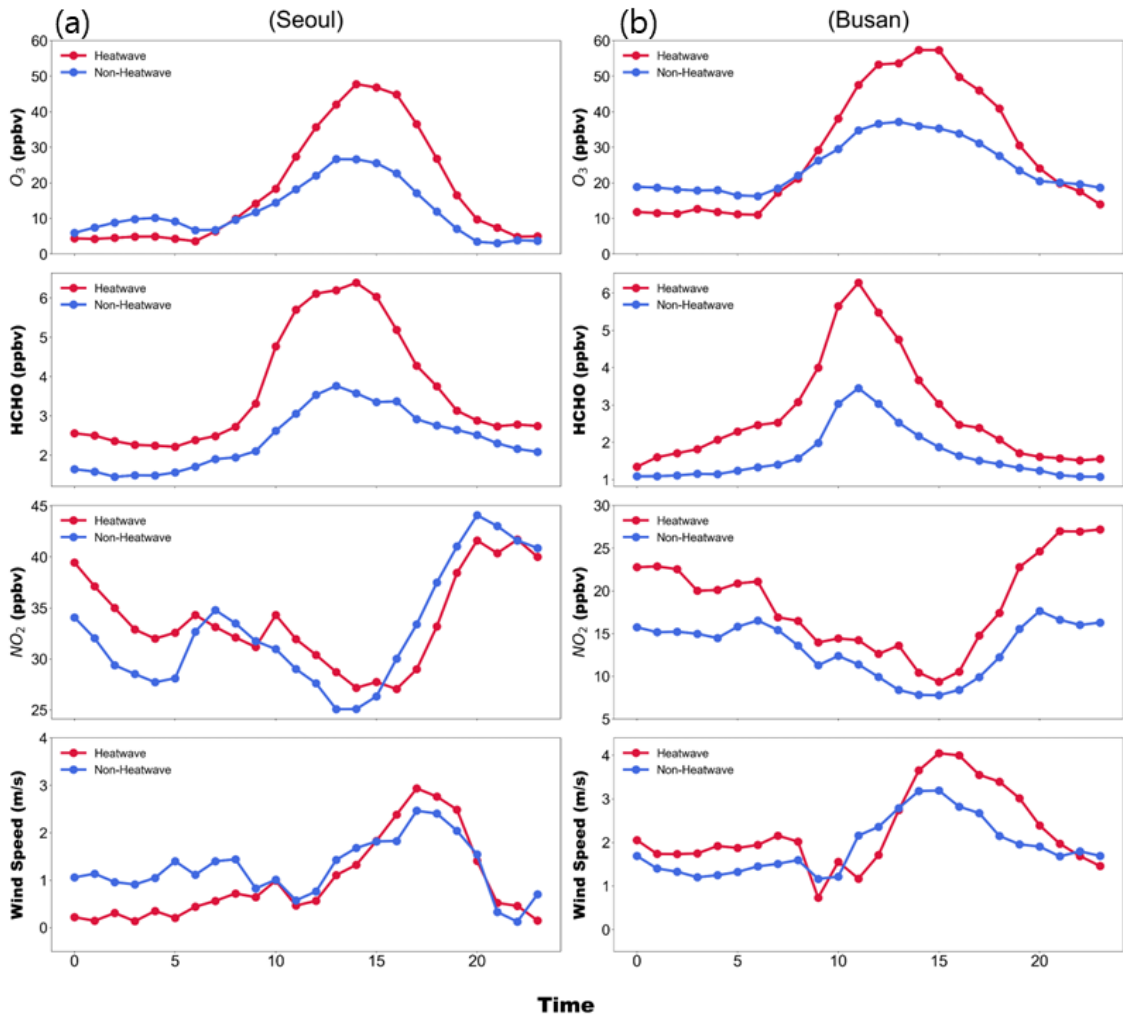 (a) (Seoul)
(b) (Busan)
60
50
40
30
20
10
0
O3 (ppbv)
Heatwave
Non-Heatwave
60
50
40
30
20
10
0
O3 (ppbv)
Heatwave
Non-Heatwave
6
5
4
3
2
HCHO (ppbv)
Heatwave
Non-Heatwave
6
5
4
3
2
1
HCHO (ppbv)
Heatwave
Non-Heatwave
45
40
35
30
25
NO2 (ppbv)
Heatwave
Non-Heatwave
30
25
20
15
10
5
NO2 (ppbv)
Heatwave
Non-Heatwave
4
3
2
1
0
Wind Speed (m/s)
Heatwave
Non-Heatwave
0 5 10 15 20
4
3
2
1
0
Wind Speed (m/s)
Heatwave
Non-Heatwave
0 5 10 15 20
Time